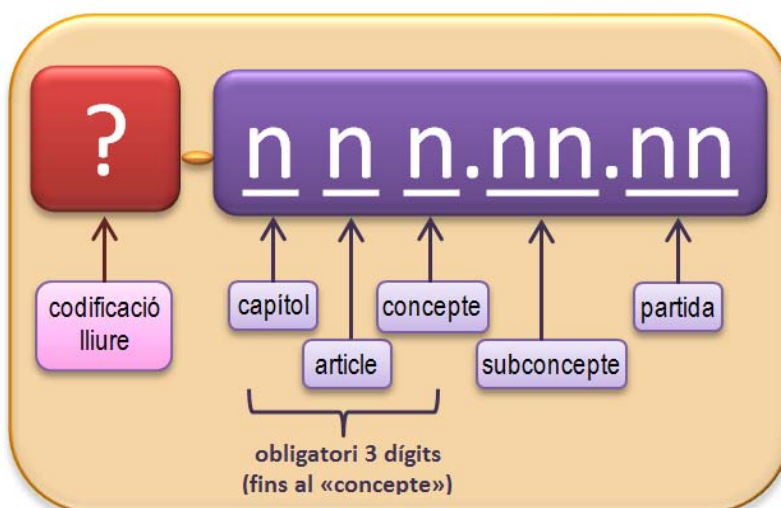 ? - n n n.nn.nn
codificació
lliure
capítol
concepte
partida
article
subconcepte
obligatori 3 dígits
(fins al «concepte»)